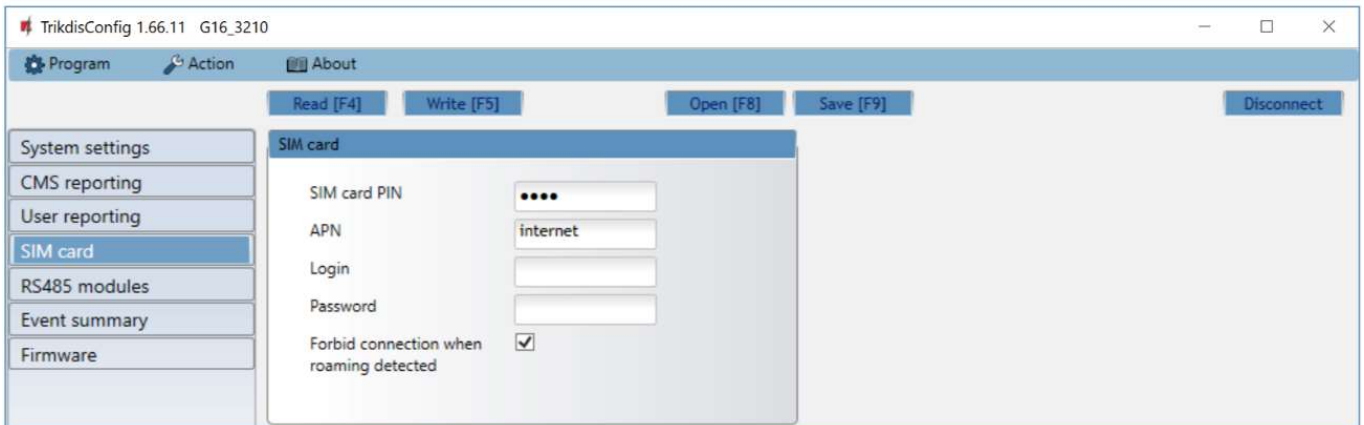 TrikdisConfig 1.66.11 G16_3210
Program Action About
Read [F4] Write [F5] Open [F8] Save [F9] Disconnect
System settings
CMS reporting
User reporting
SIM card
RS485 modules
Event summary
Firmware
SIM card
SIM card PIN ••••
APN internet
Login
Password
Forbid connection when
roaming detected